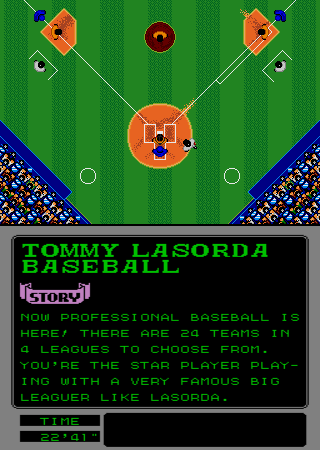 TOMMY LASORDA
BASEBALL
STORY
NOW PROFESSIONAL BASEBALL IS
HERE! THERE ARE 24 TEAMS IN
4 LEAGUES TO CHOOSE FROM.
YOU'RE THE STAR PLAYER PLAY-
ING WITH A VERY FAMOUS BIG
LEAGUER LIKE LASORDA.
TIME
22'41"